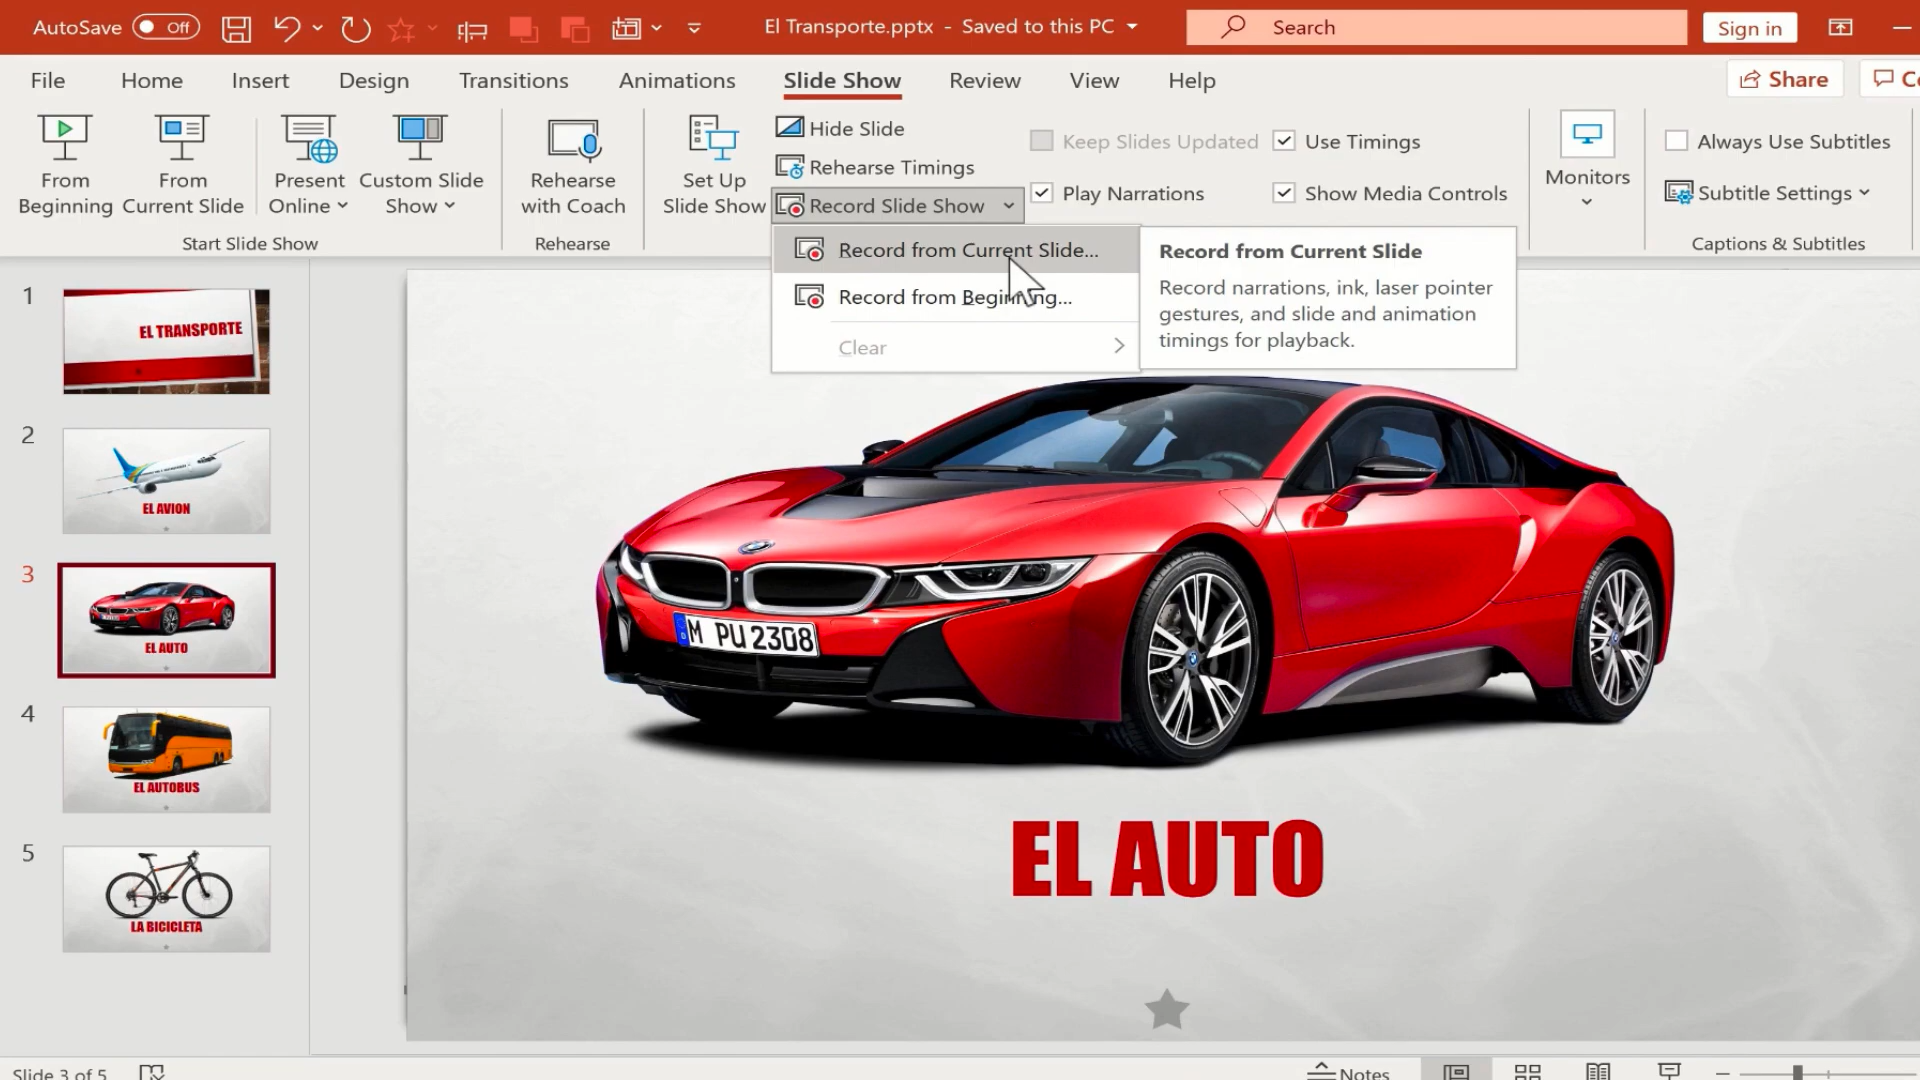 AutoSave Off El Transporte.pptx - Saved to this PC Search Sign in
File Home Insert Design Transitions Animations Slide Show Review View Help Share
From Beginning
From Current Slide
Present Online
Custom Slide Show
Start Slide Show
Rehearse with Coach
Rehearse
Set Up Slide Show
Hide Slide
Rehearse Timings
Record Slide Show
Keep Slides Updated
Play Narrations
Use Timings
Show Media Controls
Monitors
Always Use Subtitles
Subtitle Settings
Captions & Subtitles
Record from Current Slide...
Record from Beginning...
Clear
Record from Current Slide
Record narrations, ink, laser pointer
gestures, and slide and animation
timings for playback.
1
EL TRANSPORTE
2
EL AVION
3
EL AUTO
4
EL AUTOBUS
5
LA BICICLETA
M PU 2308
EL AUTO
Slide 3 of 5 Notes